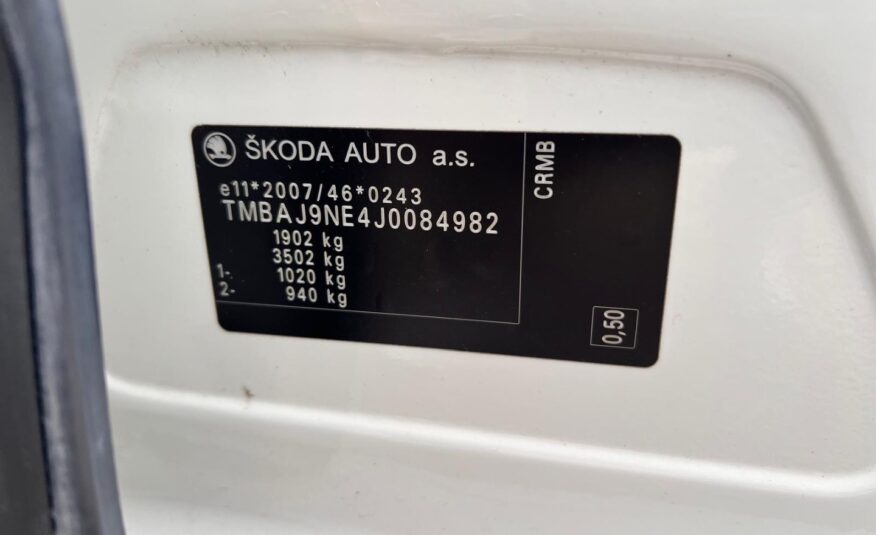 ŠKODA AUTO a.s.
e11*2007/46*0243
TMBAJ9NE4J0084982
1902 kg
3502 kg
1- 1020 kg
2- 940 kg
CRMB
0,50